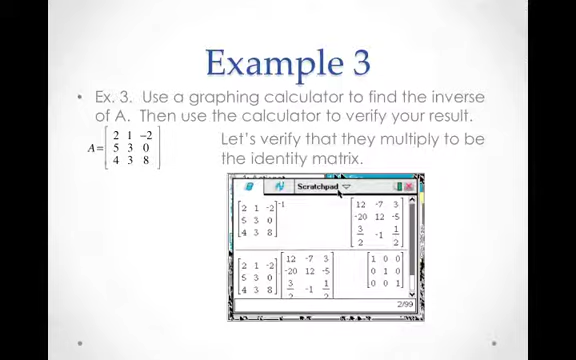 Example 3
• Ex. 3. Use a graphing calculator to find the inverse
of A. Then use the calculator to verify your result.
A= [ 2 1 −2
5 3 0
4 3 8 ]
Let's verify that they multiply to be
the identity matrix.
Scratchpad
[ 2 1 -2
5 3 0
4 3 8 ]-1
[ 12 -7 3
-20 12 -5
3/2 -1 1/2 ]
[ 2 1 -2
5 3 0
4 3 8 ] [ 12 -7 3
-20 12 -5
3/2 -1 1/2 ]
[ 1 0 0
0 1 0
0 0 1 ]
2/99